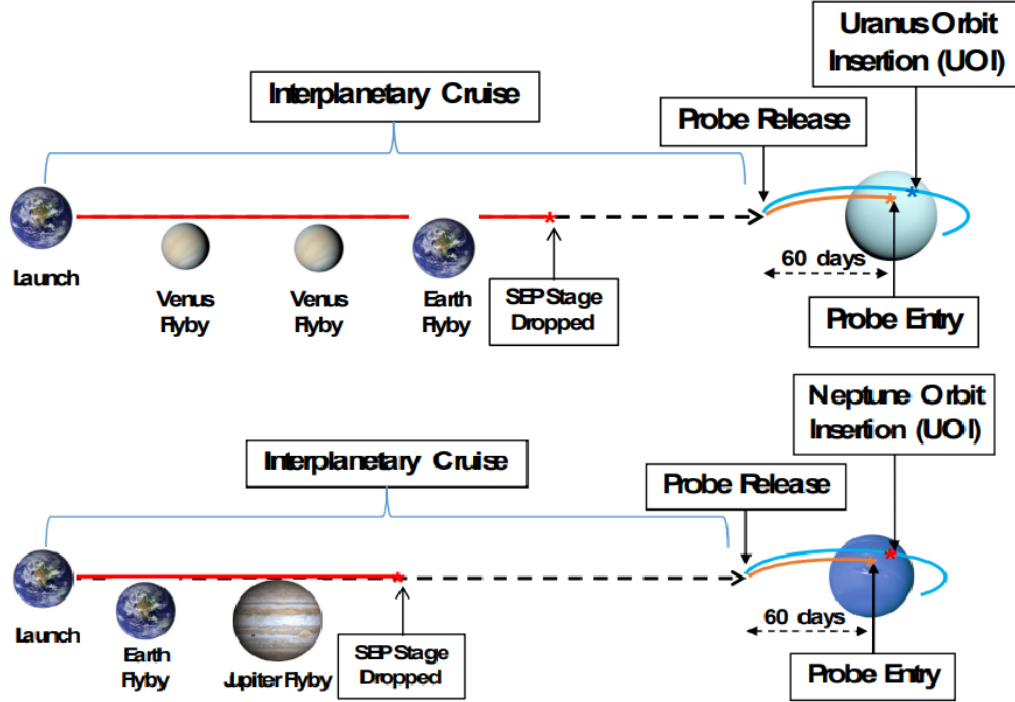 Uranus Orbit
Insertion (UOI)
Interplanetary Cruise
Probe Release
Launch
Venus
Flyby
Venus
Flyby
Earth
Flyby
SEP Stage
Dropped
60 days
Probe Entry
Neptune Orbit
Insertion (UOI)
Interplanetary Cruise
Probe Release
Launch
Earth
Flyby
Jupiter Flyby
SEP Stage
Dropped
60 days
Probe Entry